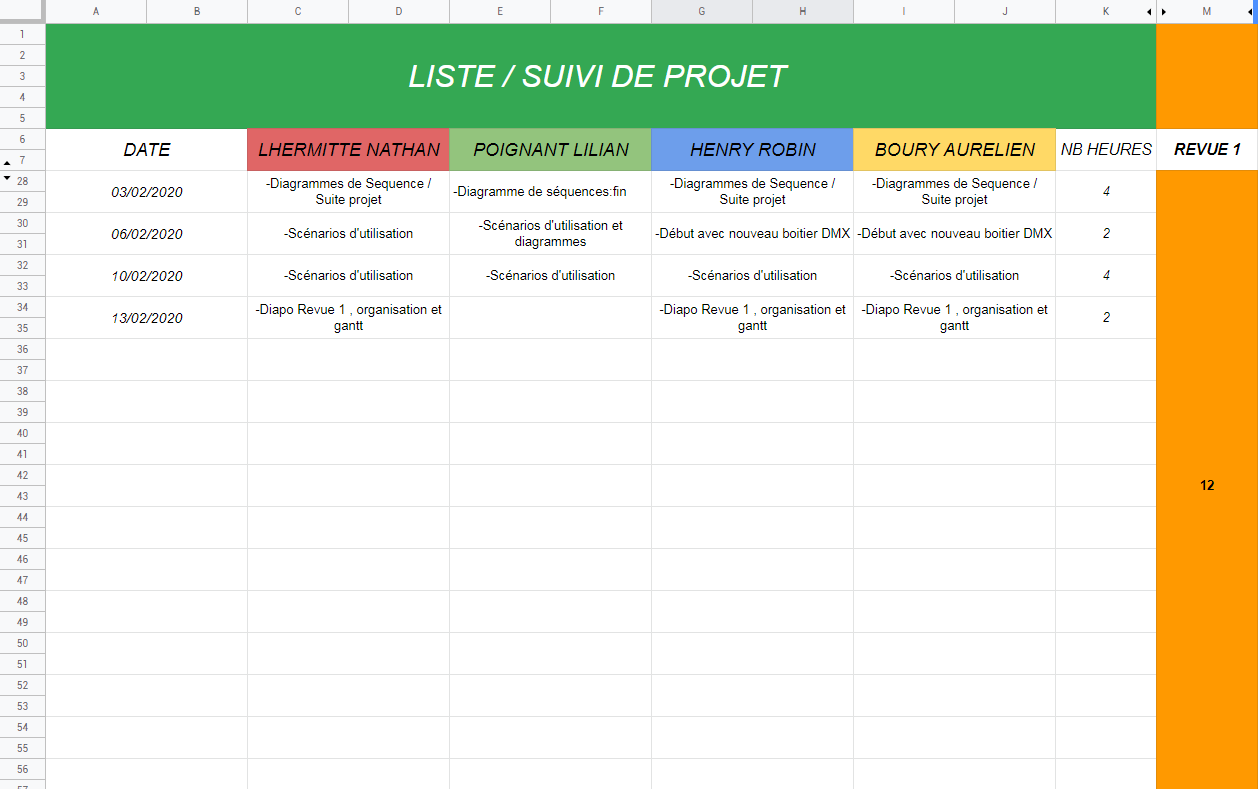 A B C D E F G H I J K M
1
2
3
4
5
LISTE / SUIVI DE PROJET
6
7
DATE LHERMITTE NATHAN POIGNANT LILIAN HENRY ROBIN BOURY AURELIEN NB HEURES REVUE 1
28
29
03/02/2020
-Diagrammes de Sequence /
Suite projet
-Diagramme de séquences:fin
-Diagrammes de Sequence /
Suite projet
-Diagrammes de Sequence /
Suite projet
4
30
31
06/02/2020
-Scénarios d'utilisation
-Scénarios d'utilisation et
diagrammes
-Début avec nouveau boitier DMX
-Début avec nouveau boitier DMX
2
32
33
10/02/2020
-Scénarios d'utilisation
-Scénarios d'utilisation
-Scénarios d'utilisation
-Scénarios d'utilisation
4
34
35
13/02/2020
-Diapo Revue 1 , organisation et
gantt
-Diapo Revue 1 , organisation et
gantt
-Diapo Revue 1 , organisation et
gantt
2
36
37
38
39
40
41
42
43
12
44
45
46
47
48
49
50
51
52
53
54
55
56
57